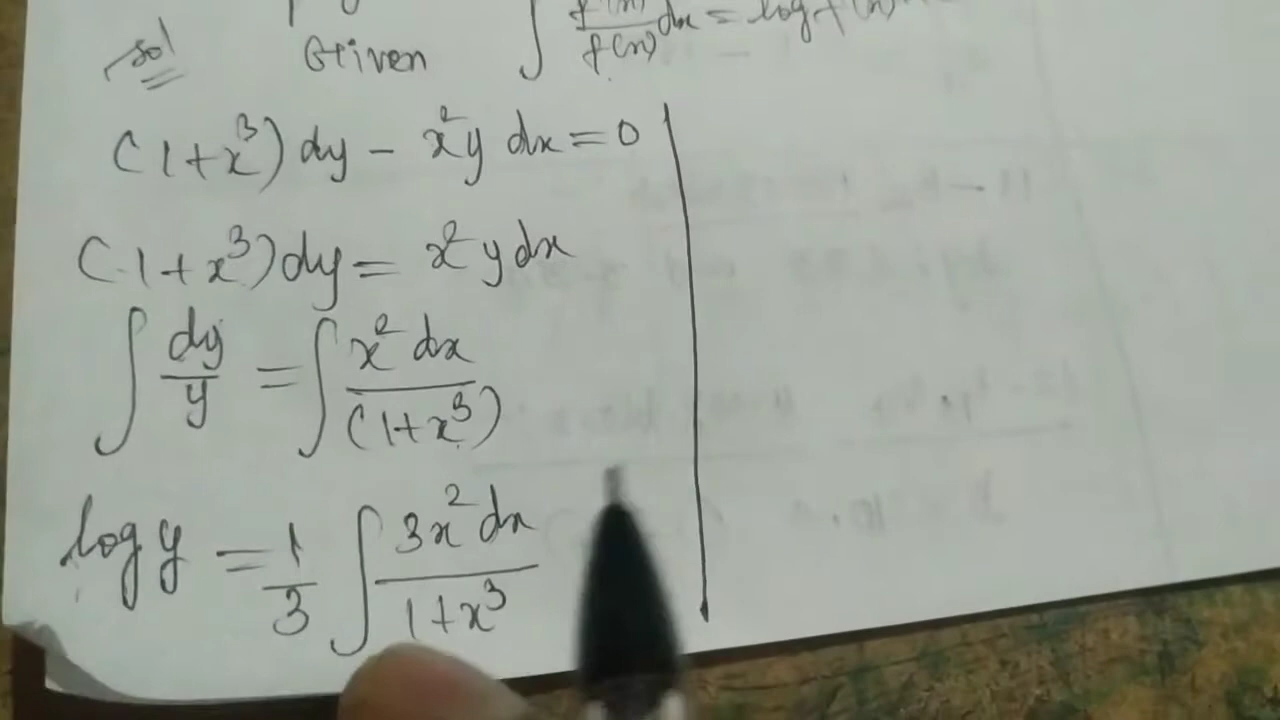 ∫ f'(x)/f(x) dx = log f(x)
Sol Given
(1+x³) dy − x²y dx = 0
(1+x³) dy = x² y dx
∫ dy/y = ∫ x² dx/(1+x³)
log y = 1/3 ∫ 3x² dx/1+x³